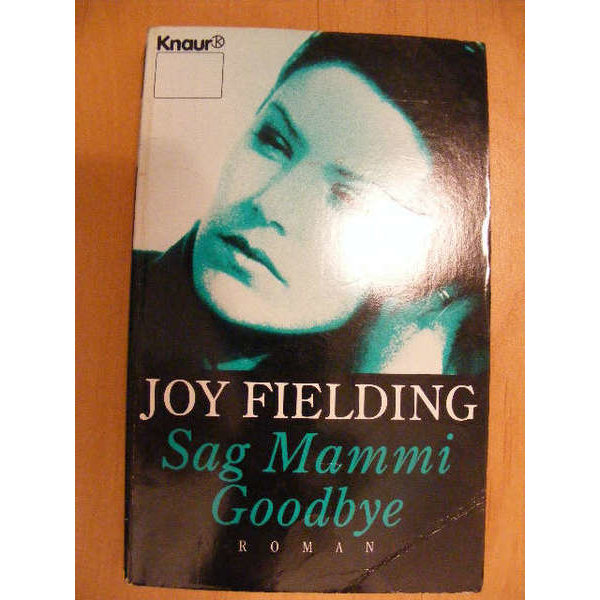 Knaur K
JOY FIELDING
Sag Mammi
Goodbye
ROMAN